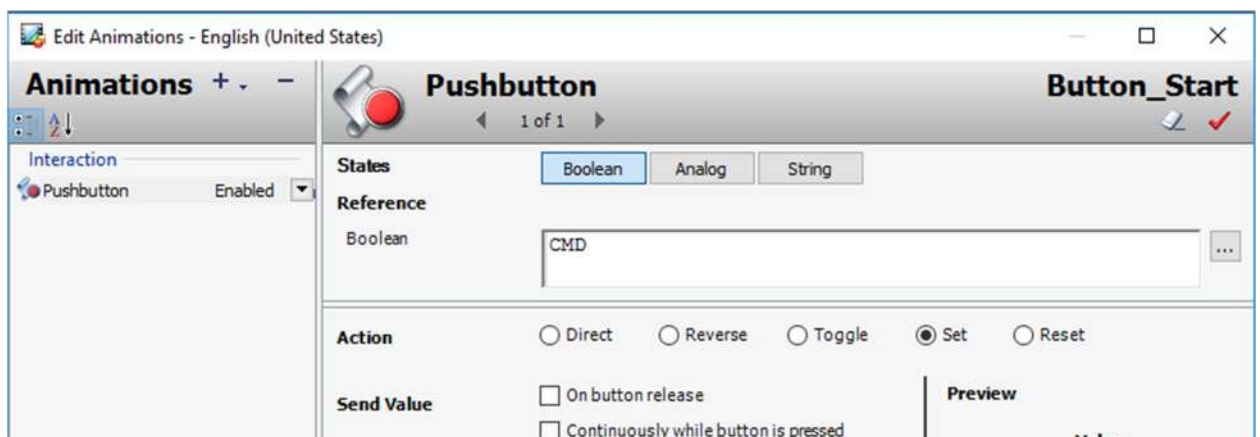 Edit Animations - English (United States)
Animations
Pushbutton
Button_Start
1 of 1
Interaction
Pushbutton Enabled
States Boolean Analog String
Reference
Boolean CMD
...
Action Direct Reverse Toggle Set Reset
Send Value On button release
Continuously while button is pressed
Preview